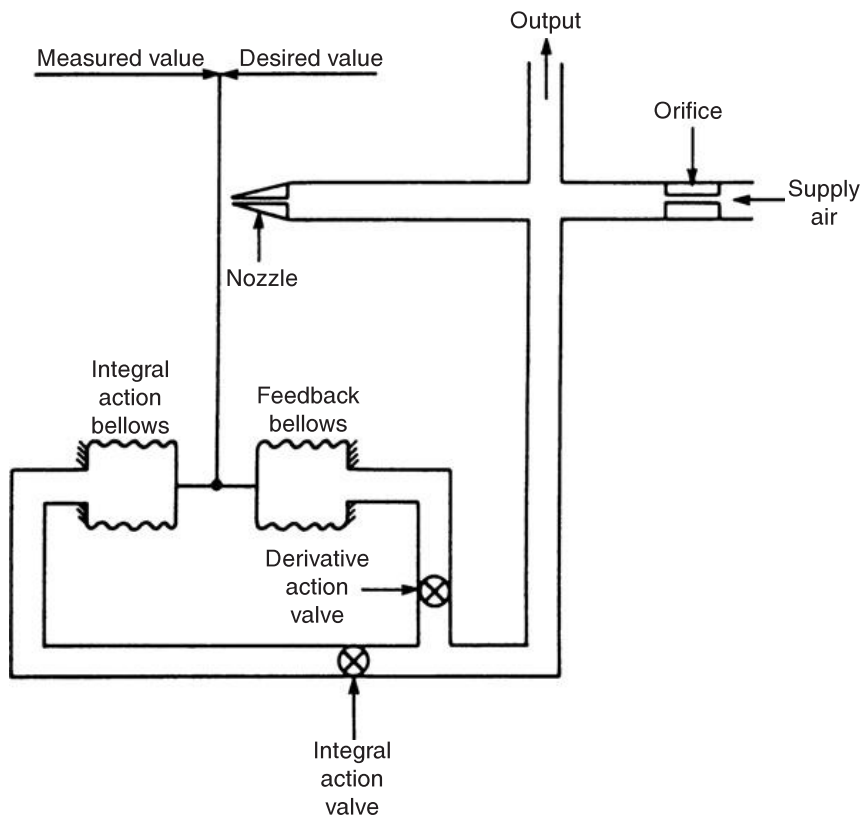 Output
Measured value
Desired value
Orifice
Supply
air
Nozzle
Integral
action
bellows
Feedback
bellows
Derivative
action
valve
Integral
action
valve